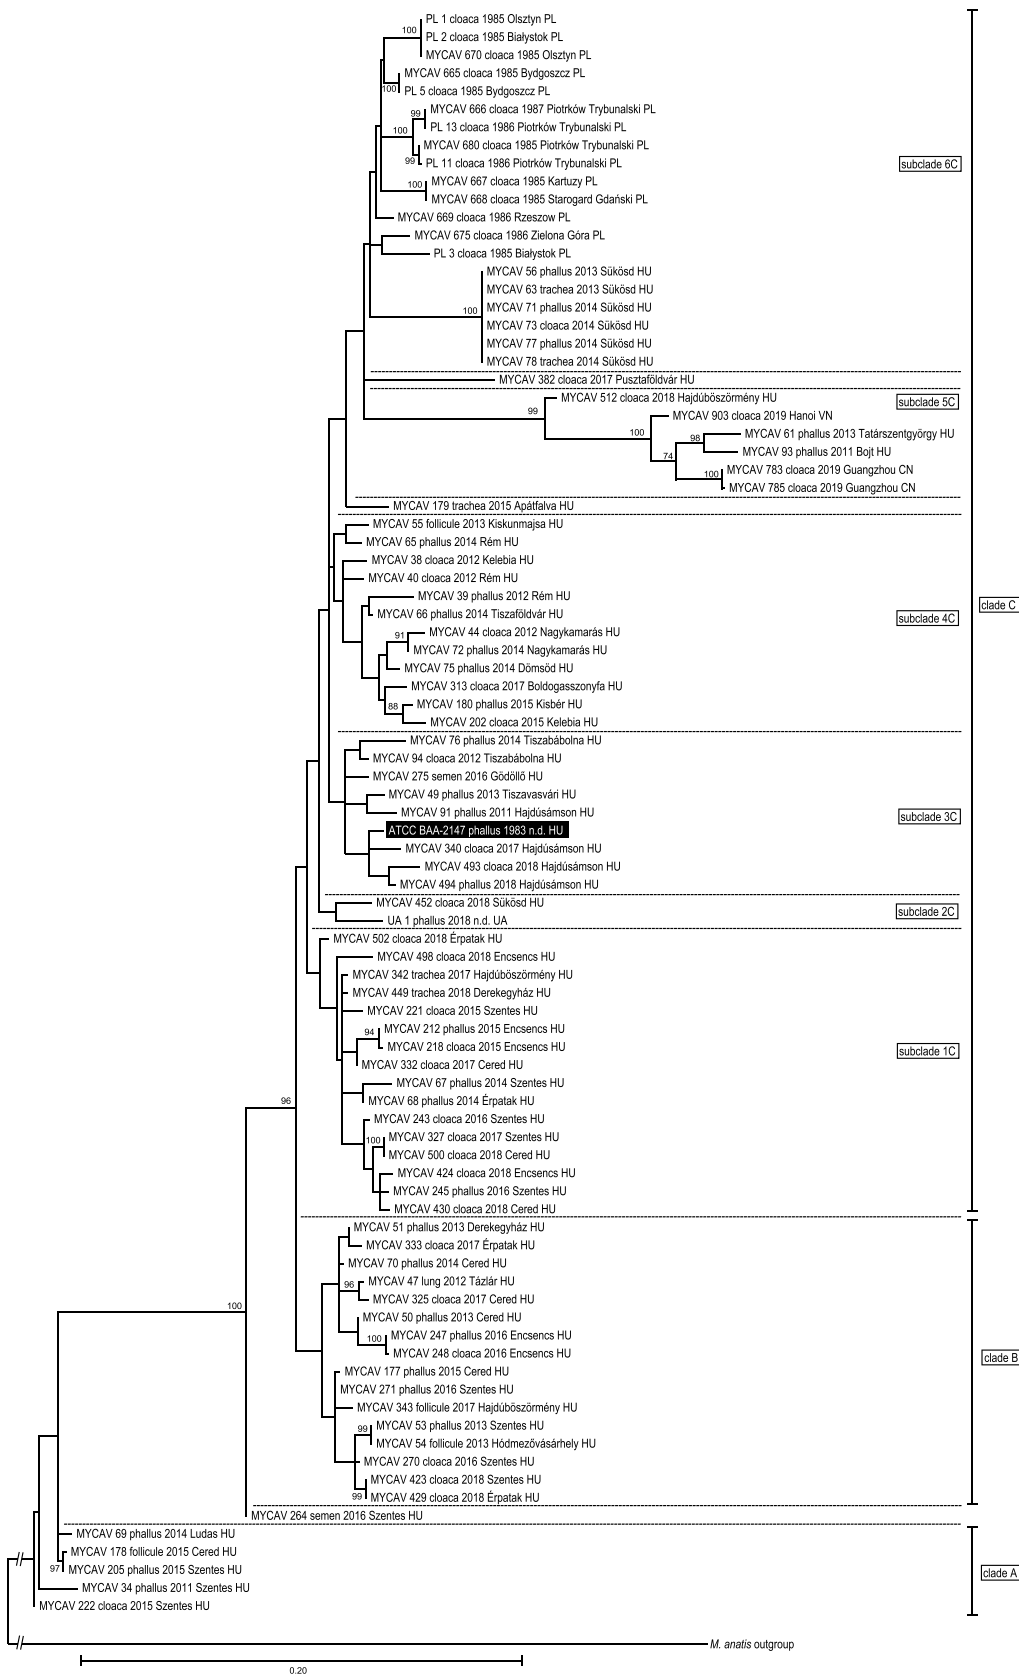 PL 1 cloaca 1985 Olsztyn PL
100
PL 2 cloaca 1985 Białystok PL
MYCAV 670 cloaca 1985 Olsztyn PL
MYCAV 665 cloaca 1985 Bydgoszcz PL
100
PL 5 cloaca 1985 Bydgoszcz PL
MYCAV 666 cloaca 1987 Piotrków Trybunalski PL
99
PL 13 cloaca 1986 Piotrków Trybunalski PL
100
MYCAV 680 cloaca 1985 Piotrków Trybunalski PL
99
PL 11 cloaca 1986 Piotrków Trybunalski PL
subclade 6C
MYCAV 667 cloaca 1985 Kartuzy PL
100
MYCAV 668 cloaca 1985 Starogard Gdański PL
MYCAV 669 cloaca 1986 Rzeszow PL
MYCAV 675 cloaca 1986 Zielona Góra PL
PL 3 cloaca 1985 Białystok PL
MYCAV 56 phallus 2013 Sükösd HU
MYCAV 63 trachea 2013 Sükösd HU
MYCAV 71 phallus 2014 Sükösd HU
100
MYCAV 73 cloaca 2014 Sükösd HU
MYCAV 77 phallus 2014 Sükösd HU
MYCAV 78 trachea 2014 Sükösd HU
MYCAV 382 cloaca 2017 Pusztaföldvár HU
MYCAV 512 cloaca 2018 Hajdúböszörmény HU
subclade 5C
99
MYCAV 903 cloaca 2019 Hanoi VN
100
MYCAV 61 phallus 2013 Tatárszentgyörgy HU
98
MYCAV 93 phallus 2011 Bojt HU
74
MYCAV 783 cloaca 2019 Guangzhou CN
100
MYCAV 785 cloaca 2019 Guangzhou CN
MYCAV 179 trachea 2015 Apátfalva HU
MYCAV 55 follicule 2013 Kiskunmajsa HU
MYCAV 65 phallus 2014 Rém HU
MYCAV 38 cloaca 2012 Kelebia HU
MYCAV 40 cloaca 2012 Rém HU
MYCAV 39 phallus 2012 Rém HU
clade C
MYCAV 66 phallus 2014 Tiszaföldvár HU
subclade 4C
MYCAV 44 cloaca 2012 Nagykamarás HU
91
MYCAV 72 phallus 2014 Nagykamarás HU
MYCAV 75 phallus 2014 Dömsöd HU
MYCAV 313 cloaca 2017 Boldogasszonyfa HU
MYCAV 180 phallus 2015 Kisbér HU
88
MYCAV 202 cloaca 2015 Kelebia HU
MYCAV 76 phallus 2014 Tiszabábolna HU
MYCAV 94 cloaca 2012 Tiszabábolna HU
MYCAV 275 semen 2016 Gödöllő HU
MYCAV 49 phallus 2013 Tiszavasvári HU
MYCAV 91 phallus 2011 Hajdúsámson HU
subclade 3C
ATCC BAA-2147 phallus 1983 n.d. HU
MYCAV 340 cloaca 2017 Hajdúsámson HU
MYCAV 493 cloaca 2018 Hajdúsámson HU
MYCAV 494 phallus 2018 Hajdúsámson HU
MYCAV 452 cloaca 2018 Sükösd HU
subclade 2C
UA 1 phallus 2018 n.d. UA
MYCAV 502 cloaca 2018 Érpatak HU
MYCAV 498 cloaca 2018 Encsencs HU
MYCAV 342 trachea 2017 Hajdúböszörmény HU
MYCAV 449 trachea 2018 Derekegyház HU
MYCAV 221 cloaca 2015 Szentes HU
MYCAV 212 phallus 2015 Encsencs HU
94
MYCAV 218 cloaca 2015 Encsencs HU
subclade 1C
MYCAV 332 cloaca 2017 Cered HU
MYCAV 67 phallus 2014 Szentes HU
96
MYCAV 68 phallus 2014 Érpatak HU
MYCAV 243 cloaca 2016 Szentes HU
MYCAV 327 cloaca 2017 Szentes HU
100
MYCAV 500 cloaca 2018 Cered HU
MYCAV 424 cloaca 2018 Encsencs HU
MYCAV 245 phallus 2016 Szentes HU
MYCAV 430 cloaca 2018 Cered HU
MYCAV 51 phallus 2013 Derekegyház HU
MYCAV 333 cloaca 2017 Érpatak HU
MYCAV 70 phallus 2014 Cered HU
MYCAV 47 lung 2012 Tázlár HU
96
MYCAV 325 cloaca 2017 Cered HU
100
MYCAV 50 phallus 2013 Cered HU
MYCAV 247 phallus 2016 Encsencs HU
100
MYCAV 248 cloaca 2016 Encsencs HU
clade B
MYCAV 177 phallus 2015 Cered HU
MYCAV 271 phallus 2016 Szentes HU
MYCAV 343 follicule 2017 Hajdúböszörmény HU
MYCAV 53 phallus 2013 Szentes HU
99
MYCAV 54 follicule 2013 Hódmezővásárhely HU
MYCAV 270 cloaca 2016 Szentes HU
MYCAV 423 cloaca 2018 Szentes HU
99
MYCAV 429 cloaca 2018 Érpatak HU
MYCAV 264 semen 2016 Szentes HU
MYCAV 69 phallus 2014 Ludas HU
MYCAV 178 follicule 2015 Cered HU
97
MYCAV 205 phallus 2015 Szentes HU
clade A
MYCAV 34 phallus 2011 Szentes HU
MYCAV 222 cloaca 2015 Szentes HU
M. anatis outgroup
0.20